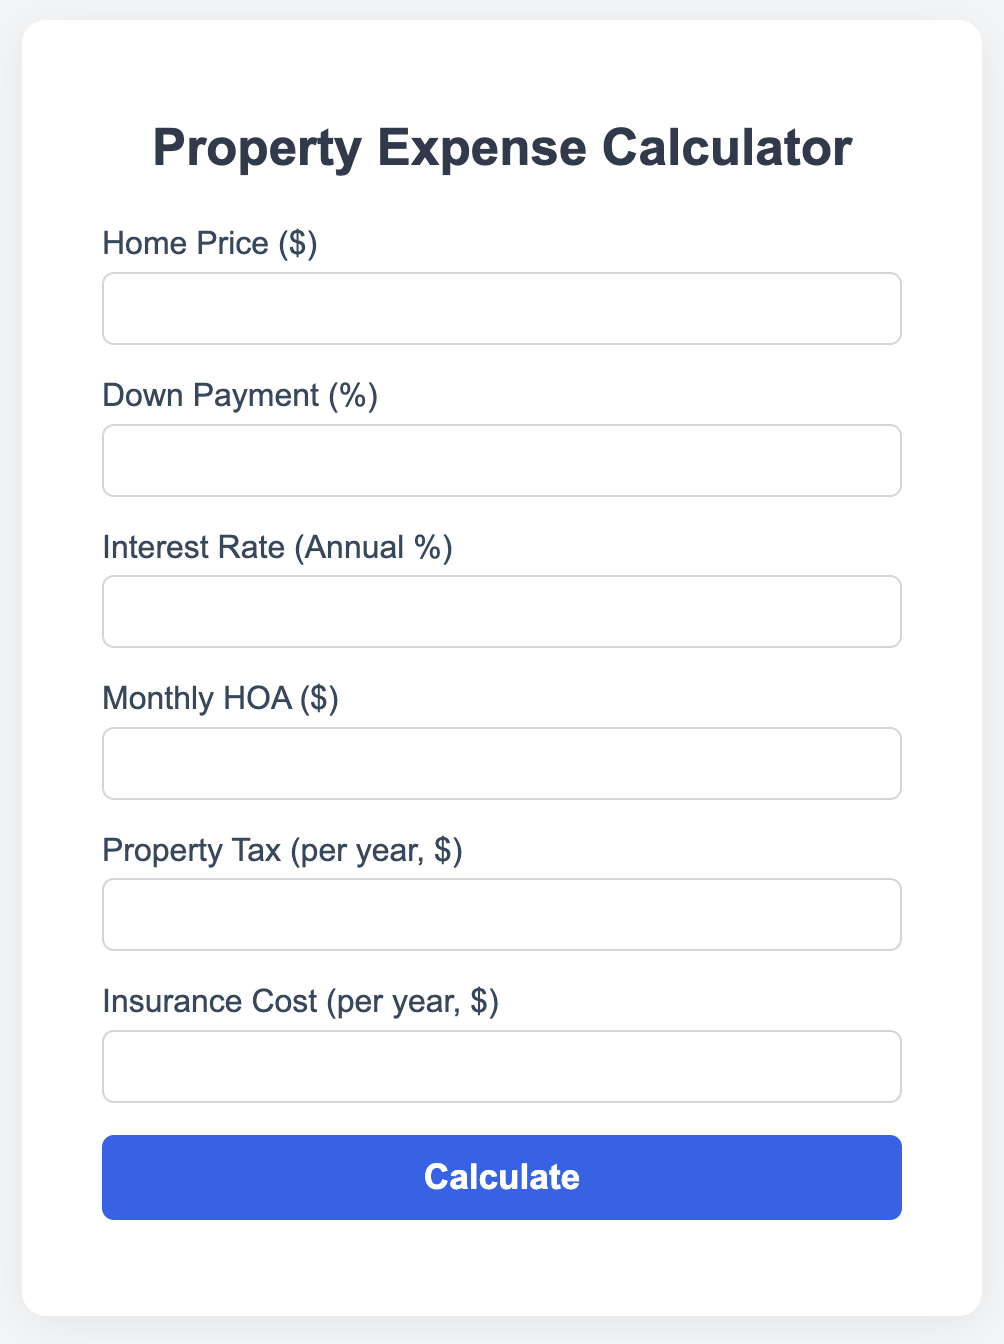 Property Expense Calculator
Home Price ($)
Down Payment (%)
Interest Rate (Annual %)
Monthly HOA ($)
Property Tax (per year, $)
Insurance Cost (per year, $)
Calculate